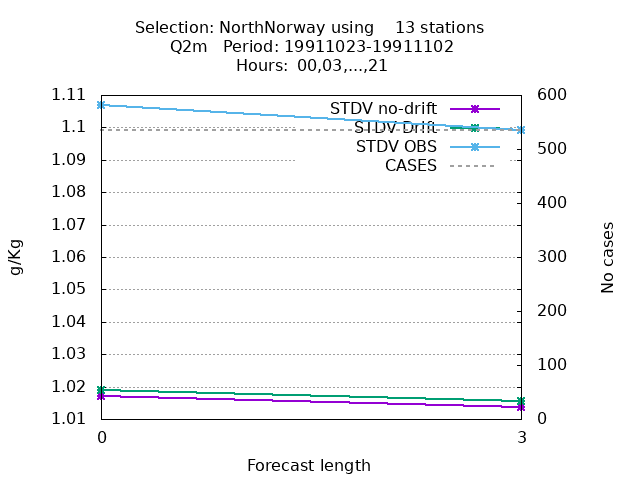 Selection: NorthNorway using    13 stations
Q2m   Period: 19911023-19911102
Hours: 00,03,...,21
1.11
1.1
1.09
1.08
1.07
1.06
1.05
1.04
1.03
1.02
1.01
g/Kg
STDV no-drift
STDV Drift
STDV OBS
CASES
600
500
400
300
200
100
0
No cases
0
3
Forecast length